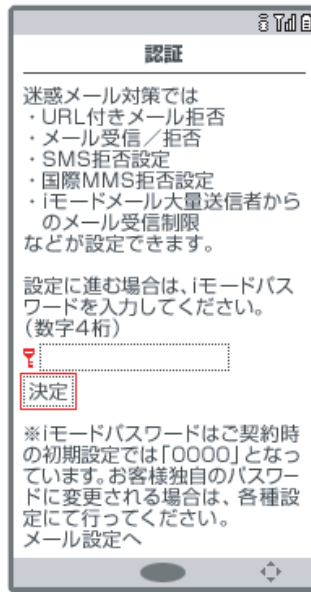 認証
迷惑メール対策では
・URL付きメール拒否
・メール受信／拒否
・SMS拒否設定
・国際MMS拒否設定
・iモードメール大量送信者から
のメール受信制限
などが設定できます。
設定に進む場合は、iモードパス
ワードを入力してください。
（数字4桁）
決定
※iモードパスワードはご契約時
の初期設定では「0000」となっ
ています。お客様独自のパスワー
ドに変更される場合は、各種設
定にて行ってください。
メール設定へ